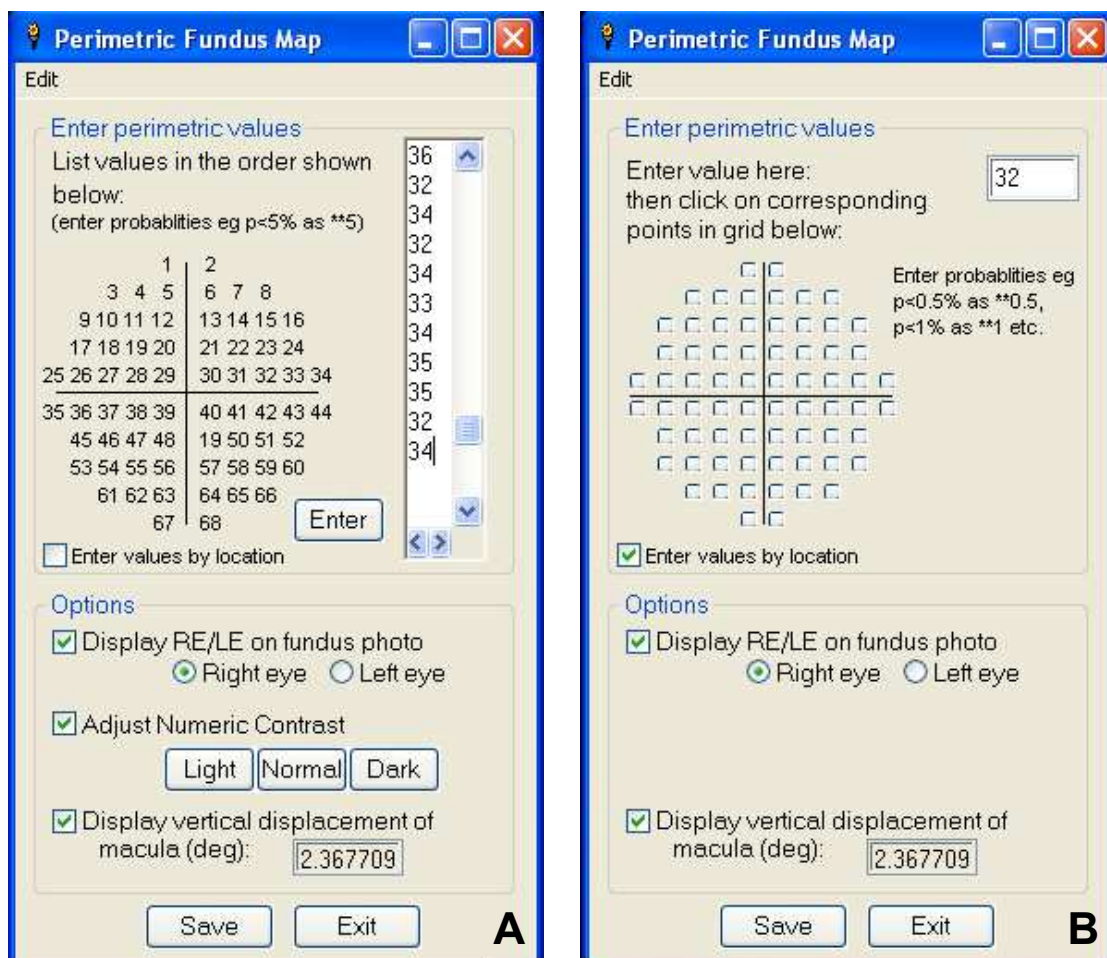 Perimetric Fundus Map
Edit
Enter perimetric values
List values in the order shown
below:
(enter probablities eg p<5% as **5)
1 2
3 4 5 6 7 8
9 10 11 12 13 14 15 16
17 18 19 20 21 22 23 24
25 26 27 28 29 30 31 32 33 34
35 36 37 38 39 40 41 42 43 44
45 46 47 48 19 50 51 52
53 54 55 56 57 58 59 60
61 62 63 64 65 66
67 68
Enter
36
32
34
32
34
33
34
35
35
32
34
Enter values by location
Options
Display RE/LE on fundus photo
Right eye Left eye
Adjust Numeric Contrast
Light Normal Dark
Display vertical displacement of
macula (deg): 2.367709
Save Exit
A
Perimetric Fundus Map
Edit
Enter perimetric values
Enter value here: 32
then click on corresponding
points in grid below:
Enter probablities eg
p<0.5% as **0.5,
p<1% as **1 etc.
Enter values by location
Options
Display RE/LE on fundus photo
Right eye Left eye
Display vertical displacement of
macula (deg): 2.367709
Save Exit
B